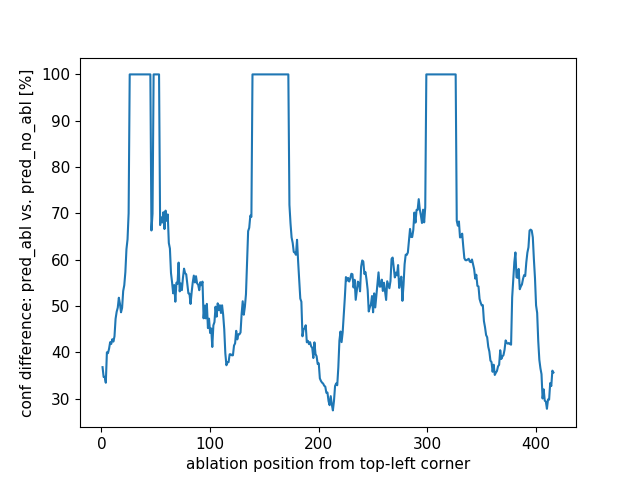 conf difference: pred_abl vs. pred_no_abl [%]
100
90
80
70
60
50
40
30
0 100 200 300 400
ablation position from top-left corner